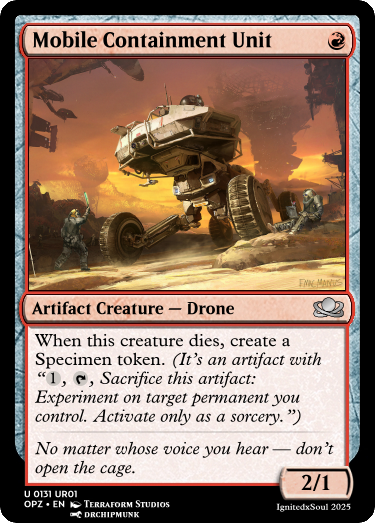 Mobile Containment Unit
Artifact Creature — Drone
When this creature dies, create a
Specimen token. (It's an artifact with
"1, , Sacrifice this artifact:
Experiment on target permanent you
control. Activate only as a sorcery.")
No matter whose voice you hear — don't
open the cage.
2/1
U 0131 UR01
OPZ • EN Terraform Studios
drchipmunk
IgnitedxSoul 2025